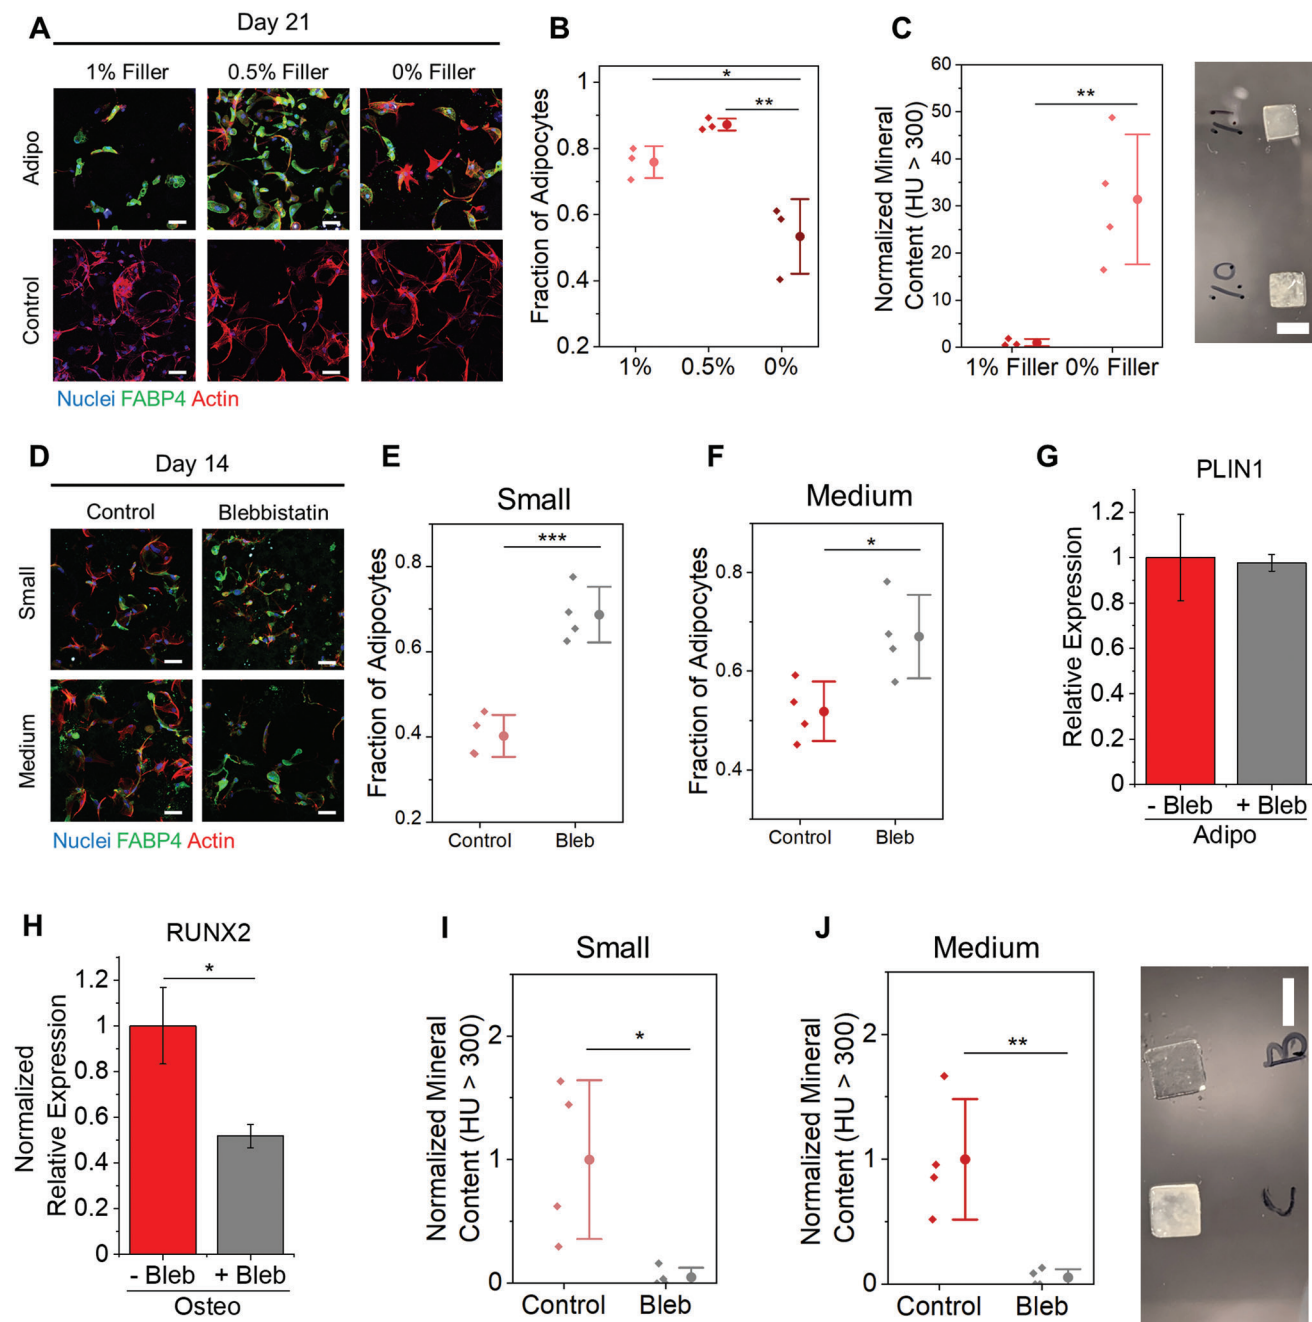 A
Day 21
1% Filler 0.5% Filler 0% Filler
Adipo
Control
Nuclei FABP4 Actin
B
Fraction of Adipocytes
1
0.8
0.6
0.4
0.2
* 
**
1% 0.5% 0%
C
Normalized Mineral
Content (HU > 300)
60
50
40
30
20
10
0
**
1% Filler 0% Filler
1%
0%
D
Day 14
Control Blebbistatin
Small
Medium
Nuclei FABP4 Actin
E
Small
Fraction of Adipocytes
0.8
0.6
0.4
0.2
***
Control Bleb
F
Medium
Fraction of Adipocytes
0.8
0.6
0.4
*
Control Bleb
G
PLIN1
Relative Expression
1.2
1
0.8
0.6
0.4
0.2
0
- Bleb + Bleb
Adipo
H
RUNX2
Normalized
Relative Expression
1.2
1
0.8
0.6
0.4
0.2
0
*
- Bleb + Bleb
Osteo
I
Small
Normalized Mineral
Content (HU > 300)
2
1
0
*
Control Bleb
J
Medium
Normalized Mineral
Content (HU > 300)
2
1
0
**
Control Bleb
B
C